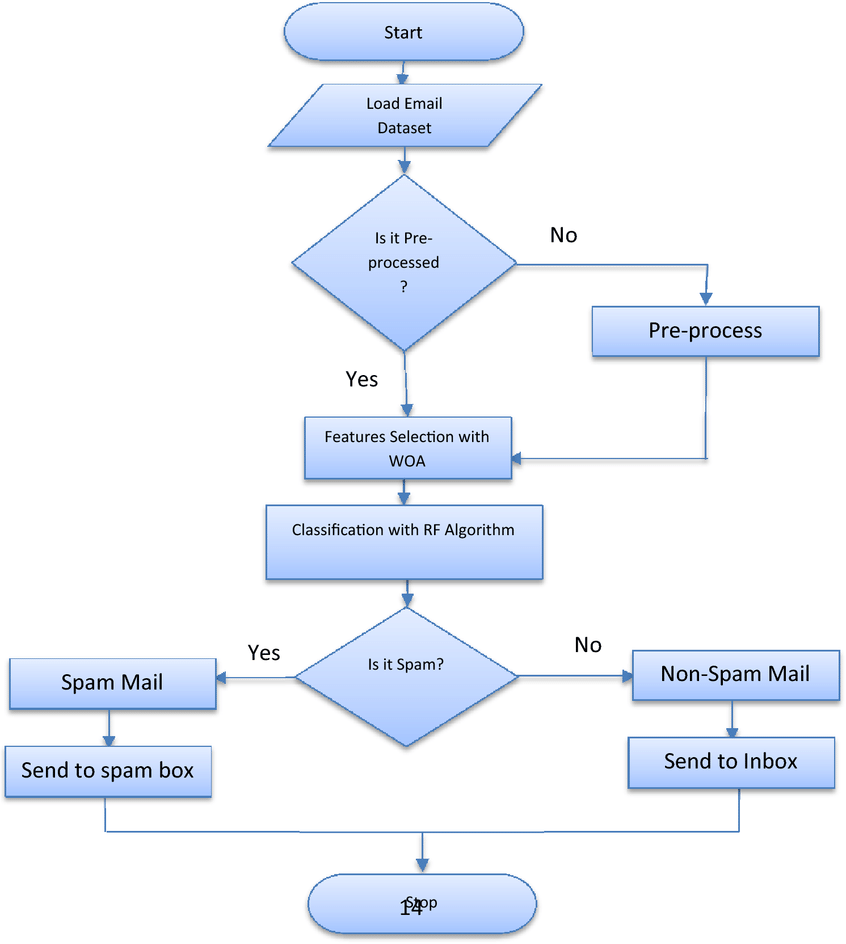 Start
Load Email
Dataset
Is it Pre-
processed
?
No
Pre-process
Yes
Features Selection with
WOA
Classification with RF Algorithm
Is it Spam?
Yes
No
Spam Mail
Non-Spam Mail
Send to spam box
Send to Inbox
Stop
14